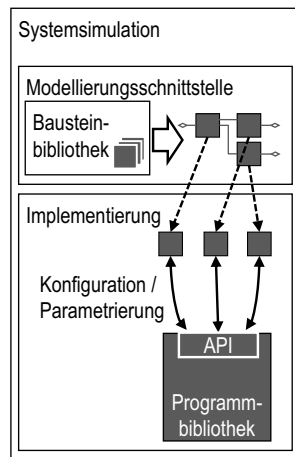 Systemsimulation
Modellierungsschnittstelle
Baustein-
bibliothek
Implementierung
Konfiguration /
Parametrierung
API
Programm-
bibliothek